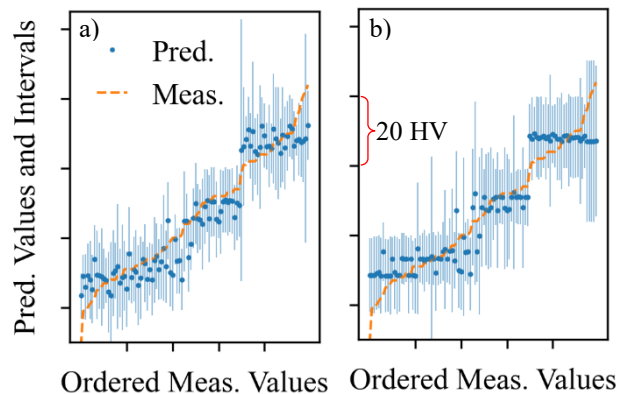 a)
Pred.
Meas.
b)
20 HV
Pred. Values and Intervals
Ordered Meas. Values
Ordered Meas. Values